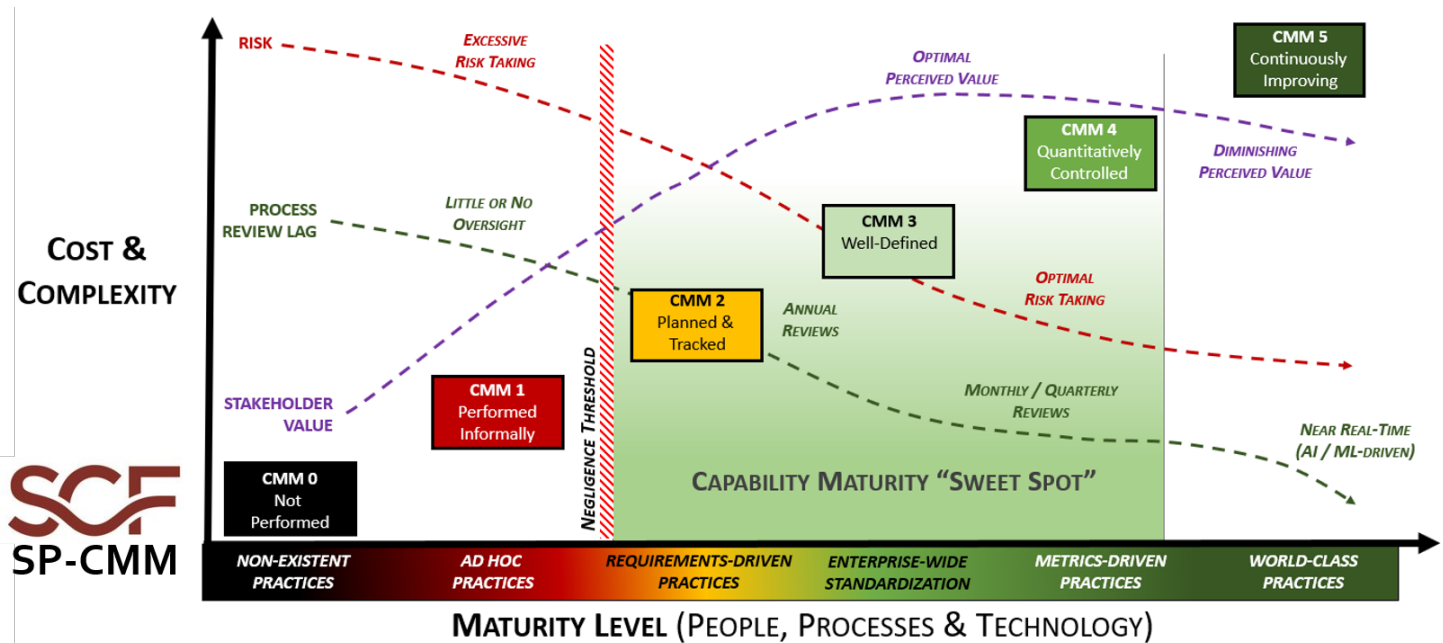 RISK
EXCESSIVE
RISK TAKING
OPTIMAL
PERCEIVED VALUE
CMM 5
Continuously
Improving
CMM 4
Quantitatively
Controlled
DIMINISHING
PERCEIVED VALUE
PROCESS
REVIEW LAG
LITTLE OR NO
OVERSIGHT
CMM 3
Well-Defined
COST &
COMPLEXITY
OPTIMAL
RISK TAKING
CMM 2
Planned &
Tracked
ANNUAL
REVIEWS
NEGLIGENCE THRESHOLD
STAKEHOLDER
VALUE
CMM 1
Performed
Informally
MONTHLY / QUARTERLY
REVIEWS
NEAR REAL-TIME
(AI / ML-DRIVEN)
CMM 0
Not
Performed
CAPABILITY MATURITY “SWEET SPOT”
SCF
SP-CMM
NON-EXISTENT
PRACTICES
AD HOC
PRACTICES
REQUIREMENTS-DRIVEN
PRACTICES
ENTERPRISE-WIDE
STANDARDIZATION
METRICS-DRIVEN
PRACTICES
WORLD-CLASS
PRACTICES
MATURITY LEVEL (PEOPLE, PROCESSES & TECHNOLOGY)